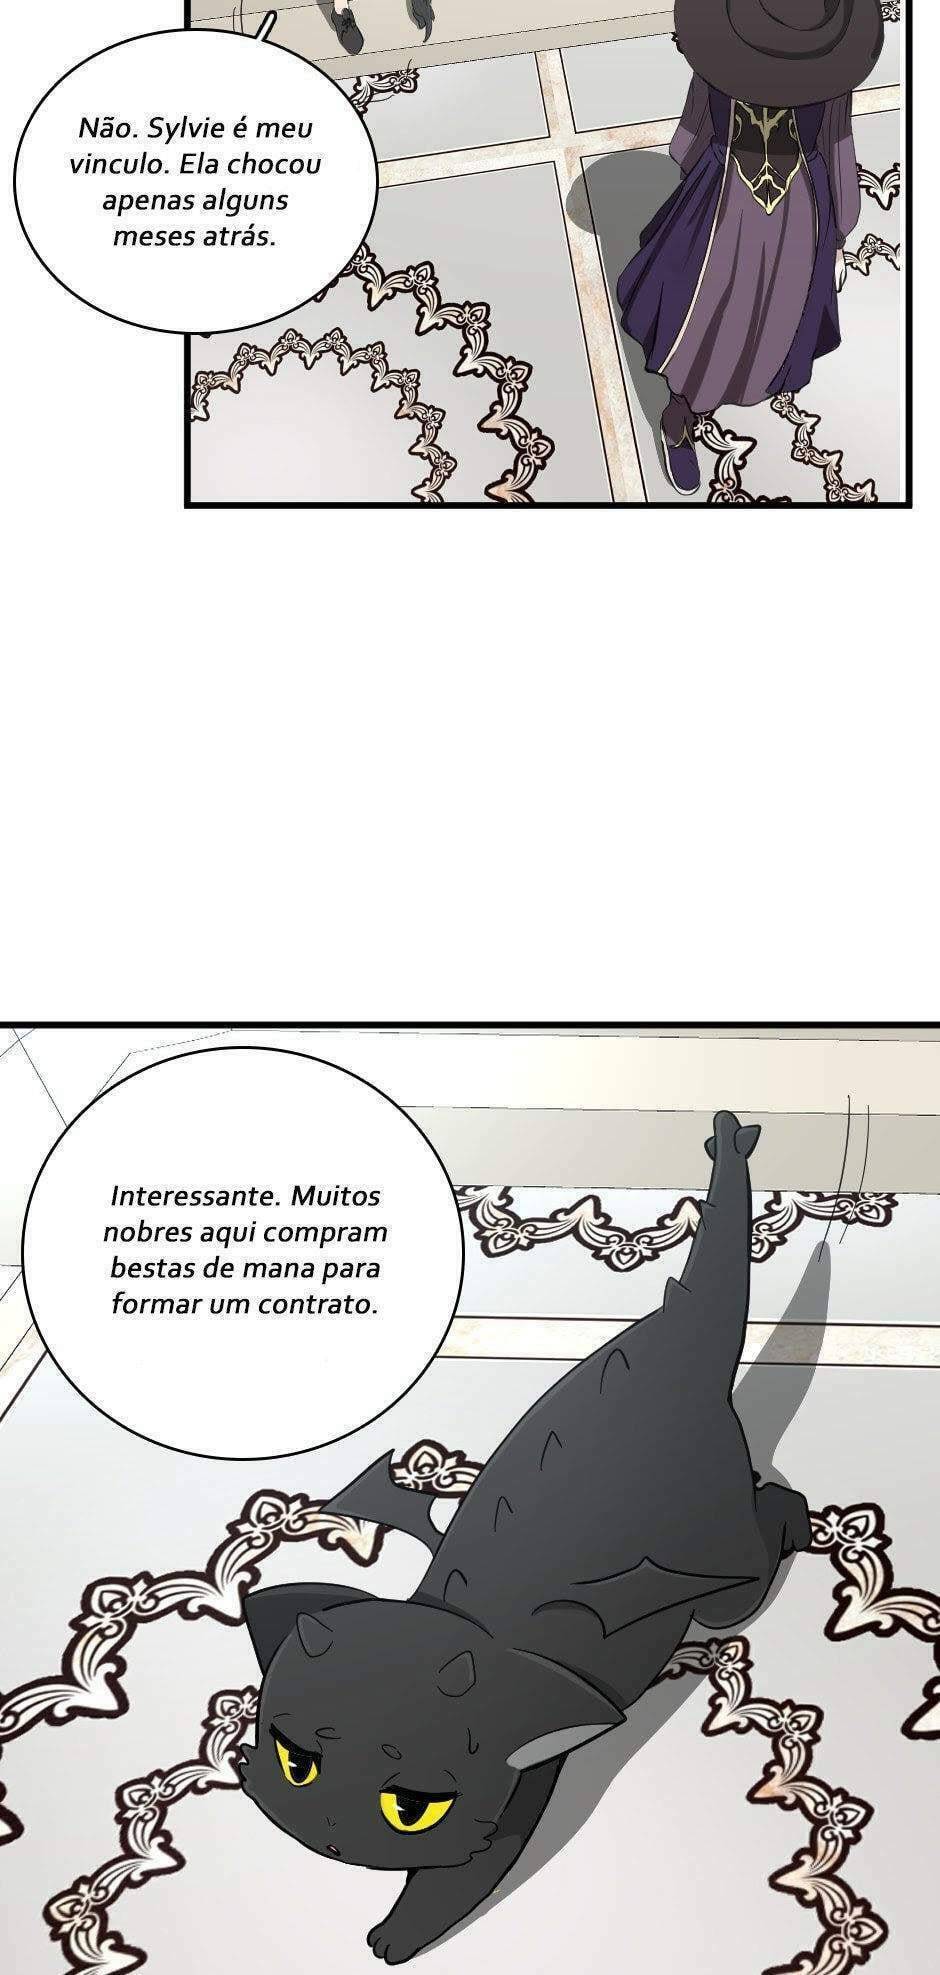 Não. Sylvie é meu
vinculo. Ela chocou
apenas alguns
meses atrás.
Interessante. Muitos
nobres aqui compram
bestas de mana para
formar um contrato.